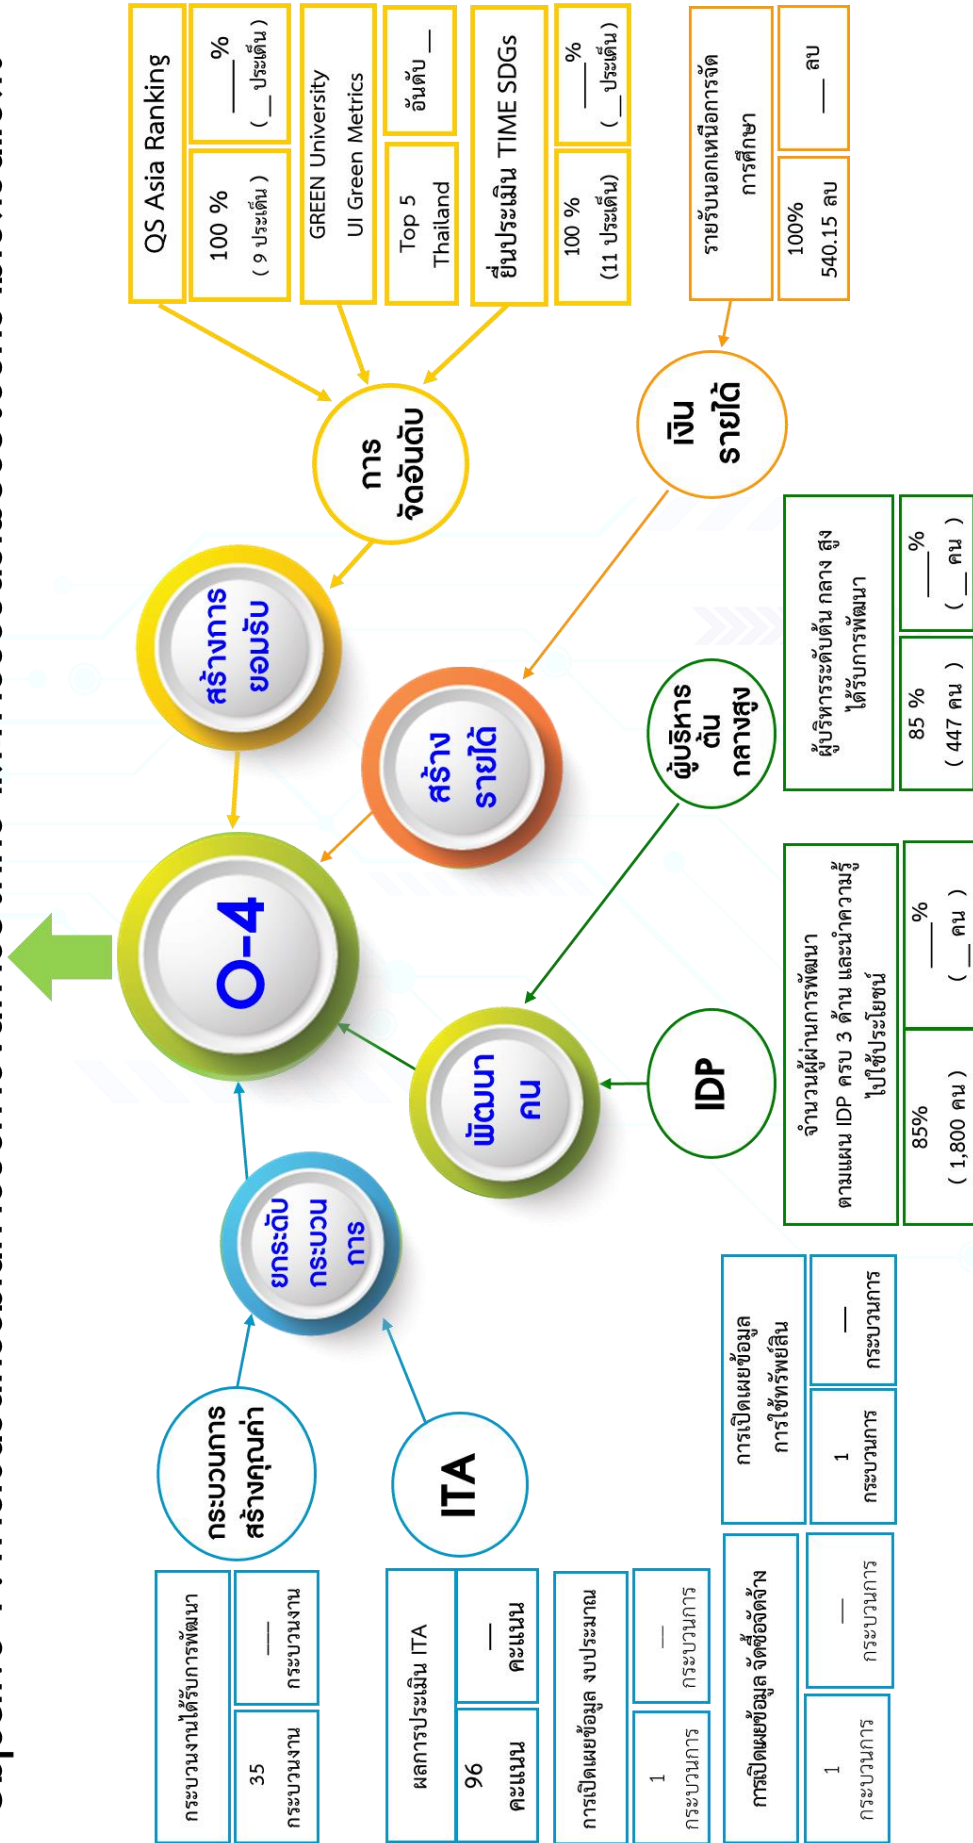 กระบวนงานได้รับการพัฒนา
35
กระบวนงาน
___
กระบวนงาน
กระบวนการ
สร้างคุณค่า
ผลการประเมิน ITA
96
คะแนน
__
คะแนน
ITA
การเปิดเผยข้อมูล งบประมาณ
1
กระบวนการ
__
กระบวนการ
การเปิดเผยข้อมูล จัดซื้อจัดจ้าง
1
กระบวนการ
__
กระบวนการ
การเปิดเผยข้อมูล
การใช้ทรัพย์สิน
1
กระบวนการ
__
กระบวนการ
ยกระดับ
กระบวน
การ
O-4
พัฒนา
คน
IDP
จำนวนผู้ผ่านการพัฒนา
ตามแผน IDP ครบ 3 ด้าน และนำความรู้
ไปใช้ประโยชน์
85%
( 1,800 คน )
____%
( __ คน )
ผู้บริหาร
ต้น
กลางสูง
ผู้บริหารระดับต้น กลาง สูง
ได้รับการพัฒนา
85 %
( 447 คน )
____%
( __ คน )
สร้างการ
ยอมรับ
สร้าง
รายได้
การ
จัดอันดับ
เงิน
รายได้
QS Asia Ranking
100 %
( 9 ประเด็น )
____%
( __ ประเด็น )
GREEN University
UI Green Metrics
Top 5
Thailand
อันดับ __
ยื่นประเมิน TIME SDGs
100 %
(11 ประเด็น)
____%
( __ ประเด็น )
รายรับนอกเหนือการจัด
การศึกษา
100%
540.15 ลบ
___ ลบ